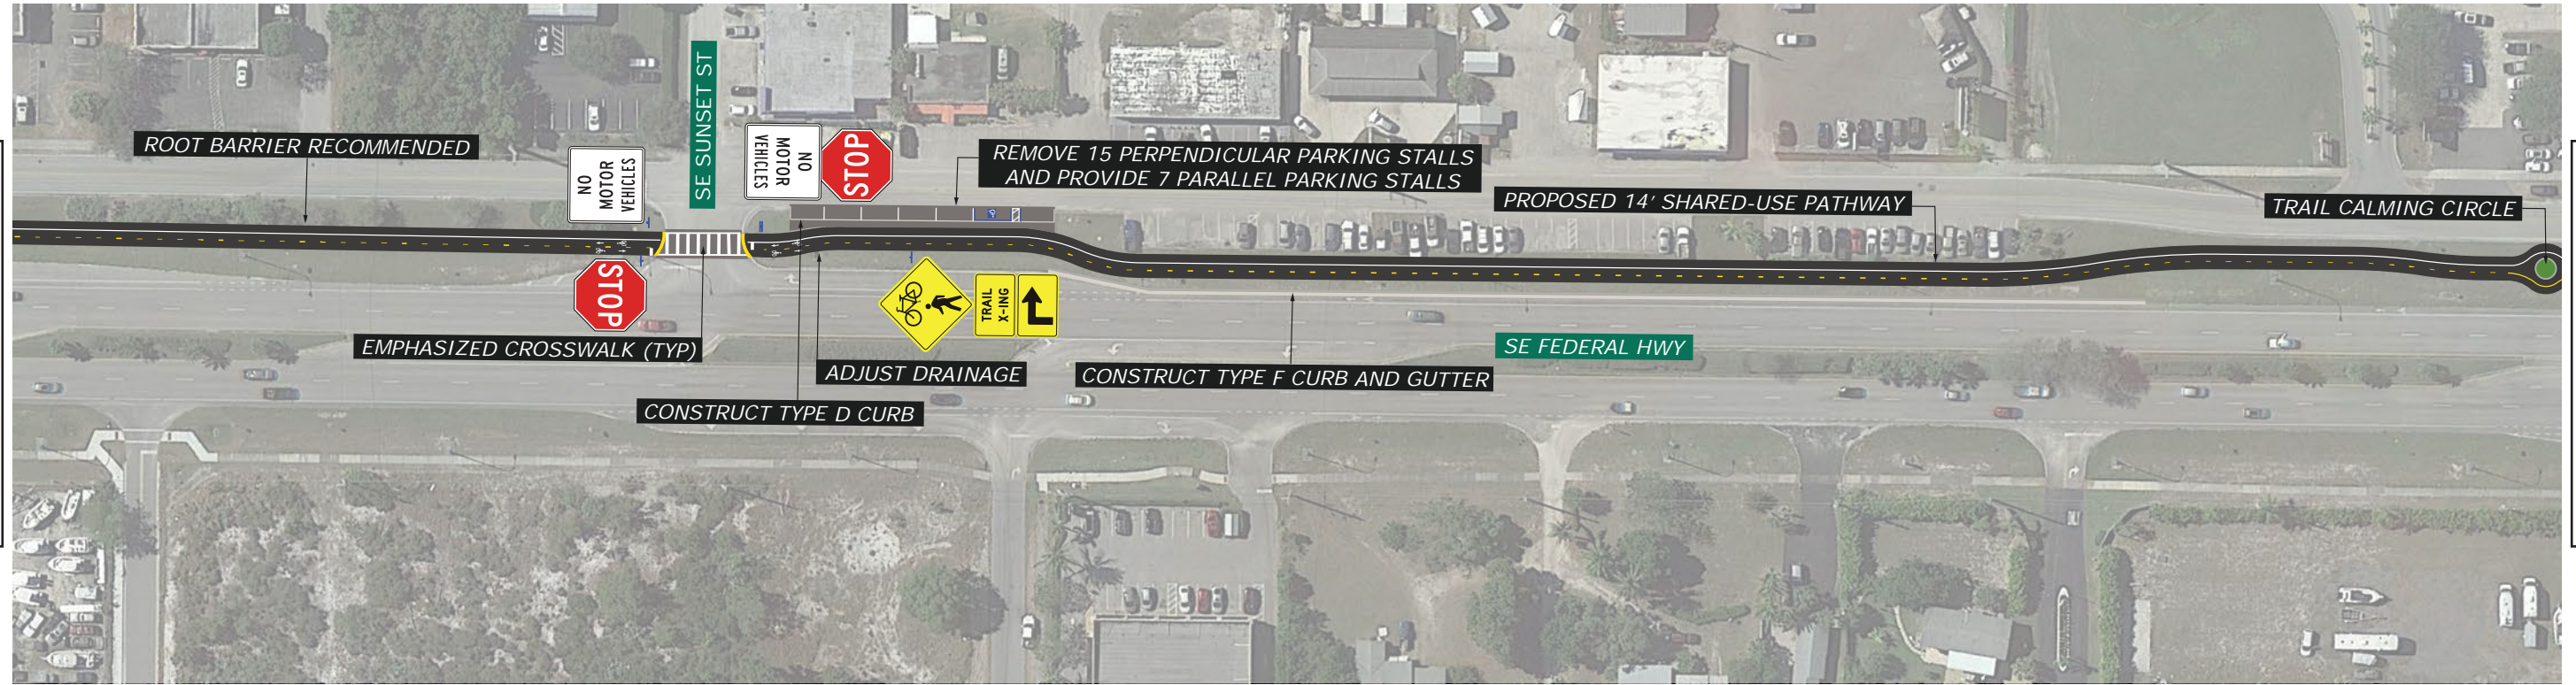 ROOT BARRIER RECOMMENDED
NO
MOTOR
VEHICLES
SE SUNSET ST
NO
MOTOR
VEHICLES
STOP
REMOVE 15 PERPENDICULAR PARKING STALLS
AND PROVIDE 7 PARALLEL PARKING STALLS
PROPOSED 14' SHARED-USE PATHWAY
TRAIL CALMING CIRCLE
STOP
TRAIL
X-ING
EMPHASIZED CROSSWALK (TYP)
ADJUST DRAINAGE
CONSTRUCT TYPE F CURB AND GUTTER
SE FEDERAL HWY
CONSTRUCT TYPE D CURB